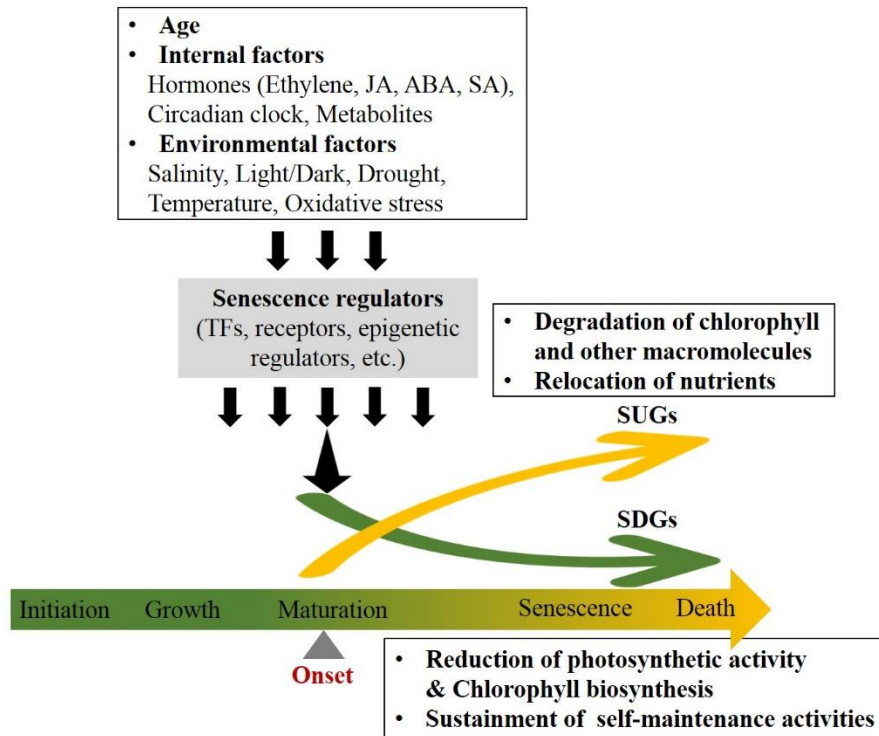 • Age
• Internal factors
Hormones (Ethylene, JA, ABA, SA),
Circadian clock, Metabolites
• Environmental factors
Salinity, Light/Dark, Drought,
Temperature, Oxidative stress
Senescence regulators
(TFs, receptors, epigenetic
regulators, etc.)
• Degradation of chlorophyll
and other macromolecules
• Relocation of nutrients
SUGs
SDGs
Initiation Growth Maturation Senescence Death
Onset
• Reduction of photosynthetic activity
& Chlorophyll biosynthesis
• Sustainment of self-maintenance activities